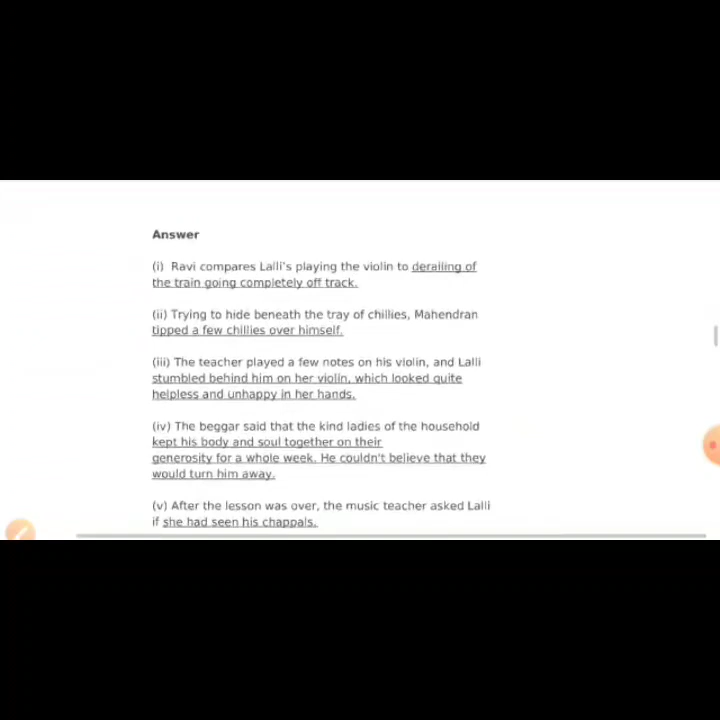 Answer
(i) Ravi compares Lalli's playing the violin to derailing of
the train going completely off track.
(ii) Trying to hide beneath the tray of chillies, Mahendran
tipped a few chillies over himself.
(iii) The teacher played a few notes on his violin, and Lalli
stumbled behind him on her violin, which looked quite
helpless and unhappy in her hands.
(iv) The beggar said that the kind ladies of the household
kept his body and soul together on their
generosity for a whole week. He couldn't believe that they
would turn him away.
(v) After the lesson was over, the music teacher asked Lalli
if she had seen his chappals.